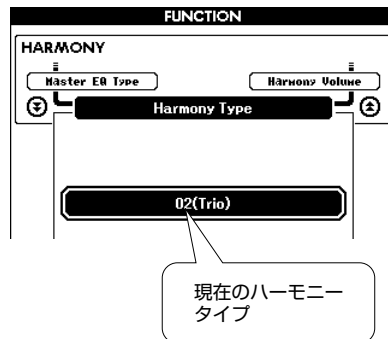 FUNCTION
HARMONY
Master EQ Type
Harmony Volume
Harmony Type
02(Trio)
現在のハーモニー
タイプ